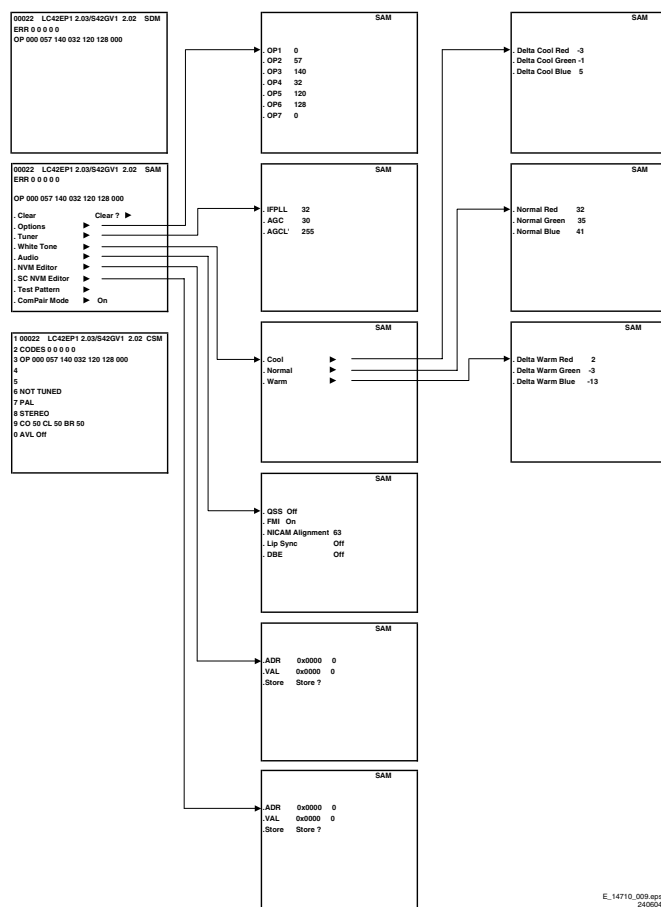 00022 LC42EP1 2.03/S42GV1 2.02 SDM
ERR 0 0 0 0 0
OP 000 057 140 032 120 128 000
SAM
. OP1 0
. OP2 57
. OP3 140
. OP4 32
. OP5 120
. OP6 128
. OP7 0
SAM
. Delta Cool Red -3
. Delta Cool Green -1
. Delta Cool Blue 5
00022 LC42EP1 2.03/S42GV1 2.02 SAM
ERR 0 0 0 0 0
OP 000 057 140 032 120 128 000
. Clear Clear ? ▶
. Options ▶
. Tuner ▶
. White Tone ▶
. Audio ▶
. NVM Editor ▶
. SC NVM Editor ▶
. Test Pattern ▶
. ComPair Mode ▶ On
SAM
. IFPLL 32
. AGC 30
. AGCL' 255
SAM
. Normal Red 32
. Normal Green 35
. Normal Blue 41
1 00022 LC42EP1 2.03/S42GV1 2.02 CSM
2 CODES 0 0 0 0 0
3 OP 000 057 140 032 120 128 000
4
5
6 NOT TUNED
7 PAL
8 STEREO
9 CO 50 CL 50 BR 50
0 AVL Off
SAM
. Cool ▶
. Normal ▶
. Warm ▶
SAM
. Delta Warm Red 2
. Delta Warm Green -3
. Delta Warm Blue -13
SAM
. QSS Off
. FMI On
. NICAM Alignment 63
. Lip Sync Off
. DBE Off
SAM
.ADR 0x0000 0
.VAL 0x0000 0
.Store Store ?
SAM
.ADR 0x0000 0
.VAL 0x0000 0
.Store Store ?
E_14710_009.eps
240604